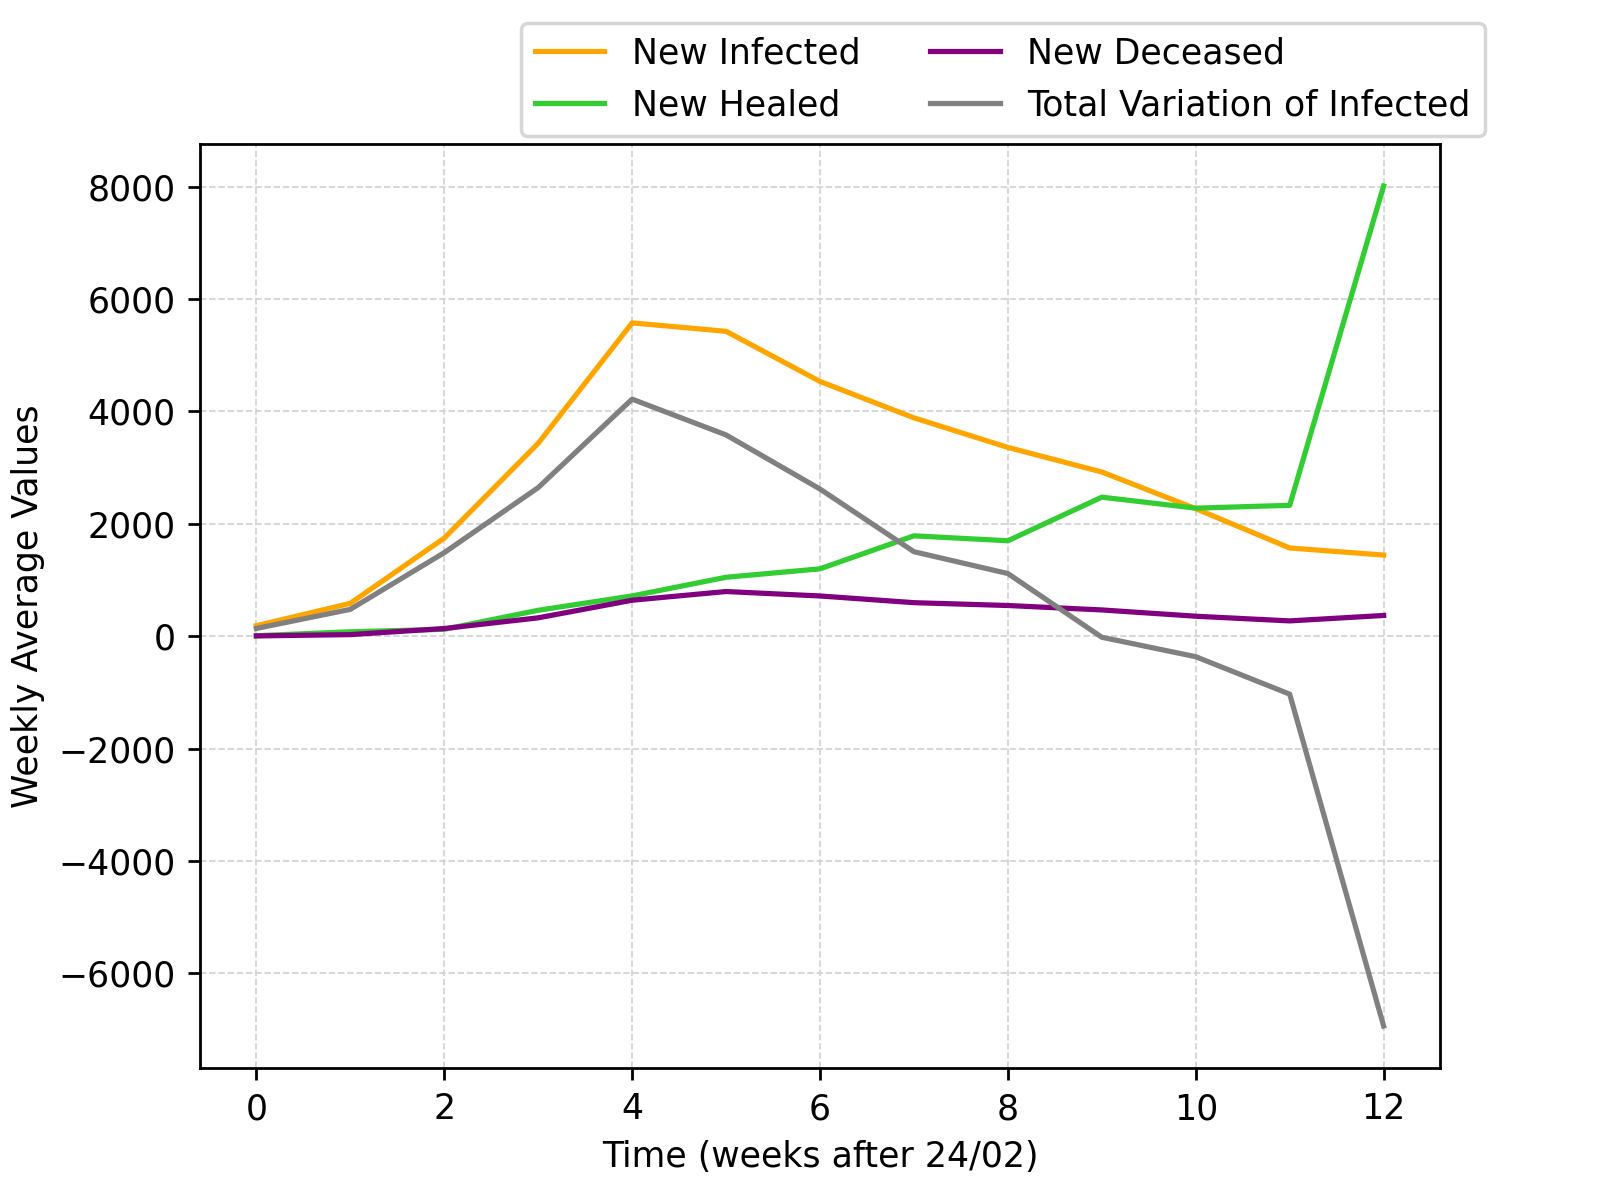 New Infected
New Healed
New Deceased
Total Variation of Infected
8000
6000
4000
2000
0
−2000
−4000
−6000
Weekly Average Values
0 2 4 6 8 10 12
Time (weeks after 24/02)